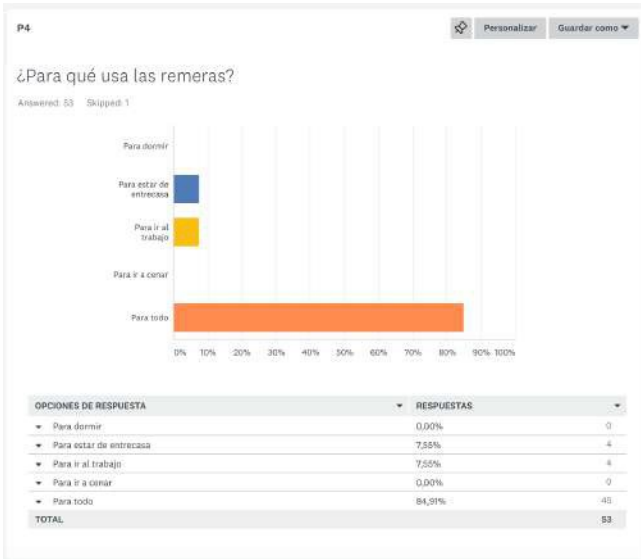 P4
Personalizar
Guardar como
¿Para qué usa las remeras?
Answered: 53 Skipped: 1
Para dormir
Para estar de
entrecasa
Para ir al
trabajo
Para ir a cenar
Para todo
0% 10% 20% 30% 40% 50% 60% 70% 80% 90% 100%
OPCIONES DE RESPUESTA RESPUESTAS
Para dormir 0,00% 0
Para estar de entrecasa 7,55% 4
Para ir al trabajo 7,55% 4
Para ir a cenar 0,00% 0
Para todo 84,91% 45
TOTAL 53